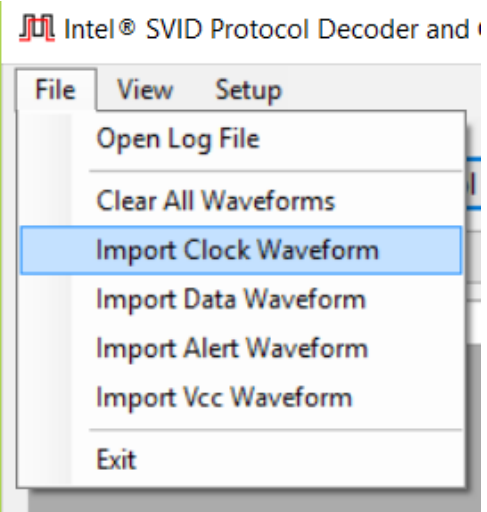 Intel® SVID Protocol Decoder and
File View Setup
Open Log File
Clear All Waveforms
Import Clock Waveform
Import Data Waveform
Import Alert Waveform
Import Vcc Waveform
Exit